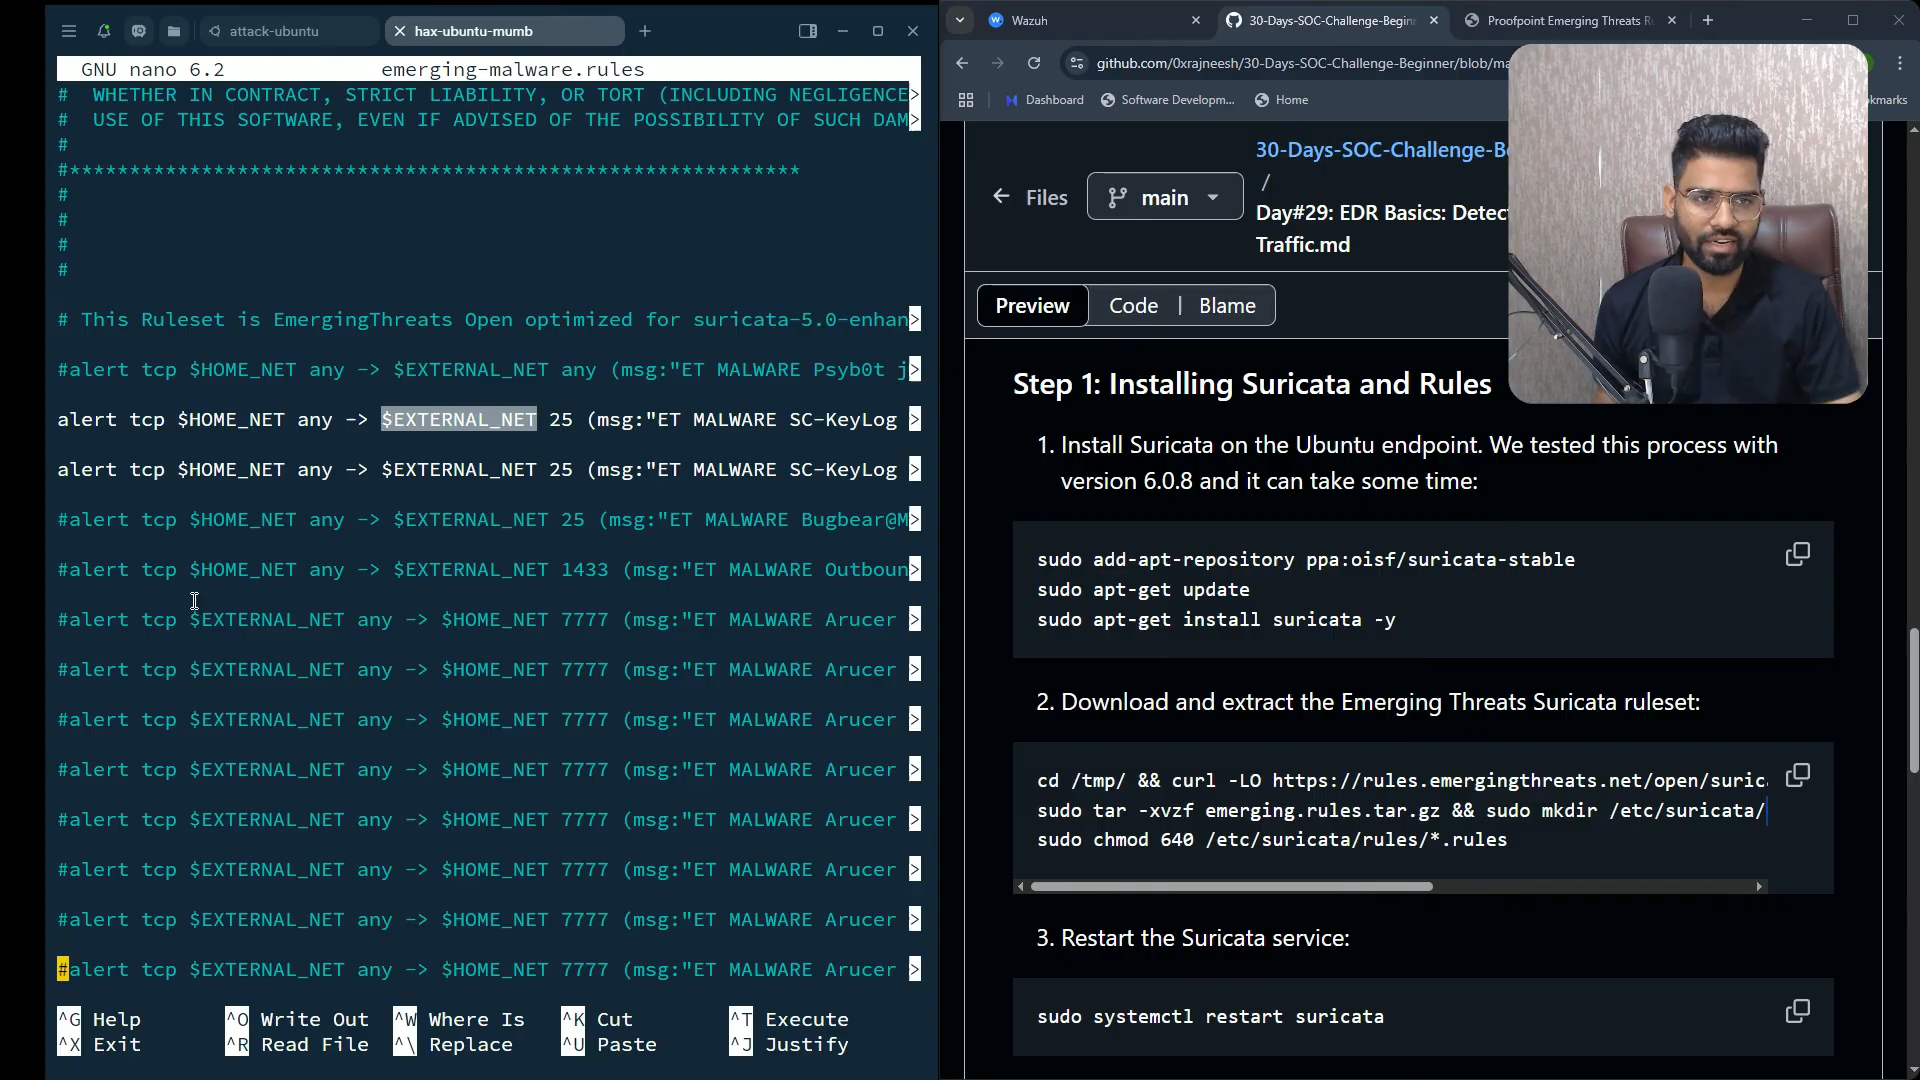 attack-ubuntu
hax-ubuntu-mumb
GNU nano 6.2 emerging-malware.rules
# WHETHER IN CONTRACT, STRICT LIABILITY, OR TORT (INCLUDING NEGLIGENCE>
# USE OF THIS SOFTWARE, EVEN IF ADVISED OF THE POSSIBILITY OF SUCH DAM>
#
#*************************************************************
#
#
#
#
# This Ruleset is EmergingThreats Open optimized for suricata-5.0-enhan>
#alert tcp $HOME_NET any -> $EXTERNAL_NET any (msg:"ET MALWARE Psyb0t j>
alert tcp $HOME_NET any -> $EXTERNAL_NET 25 (msg:"ET MALWARE SC-KeyLog >
alert tcp $HOME_NET any -> $EXTERNAL_NET 25 (msg:"ET MALWARE SC-KeyLog >
#alert tcp $HOME_NET any -> $EXTERNAL_NET 25 (msg:"ET MALWARE Bugbear@M>
#alert tcp $HOME_NET any -> $EXTERNAL_NET 1433 (msg:"ET MALWARE Outboun>
#alert tcp $EXTERNAL_NET any -> $HOME_NET 7777 (msg:"ET MALWARE Arucer >
#alert tcp $EXTERNAL_NET any -> $HOME_NET 7777 (msg:"ET MALWARE Arucer >
#alert tcp $EXTERNAL_NET any -> $HOME_NET 7777 (msg:"ET MALWARE Arucer >
#alert tcp $EXTERNAL_NET any -> $HOME_NET 7777 (msg:"ET MALWARE Arucer >
#alert tcp $EXTERNAL_NET any -> $HOME_NET 7777 (msg:"ET MALWARE Arucer >
#alert tcp $EXTERNAL_NET any -> $HOME_NET 7777 (msg:"ET MALWARE Arucer >
#alert tcp $EXTERNAL_NET any -> $HOME_NET 7777 (msg:"ET MALWARE Arucer >
#alert tcp $EXTERNAL_NET any -> $HOME_NET 7777 (msg:"ET MALWARE Arucer >
^G Help ^O Write Out ^W Where Is ^K Cut ^T Execute
^X Exit ^R Read File ^\ Replace ^U Paste ^J Justify
Wazuh
30-Days-SOC-Challenge-Beginn
Proofpoint Emerging Threats Ru
github.com/0xrajneesh/30-Days-SOC-Challenge-Beginner/blob/ma
Dashboard
Software Developm...
Home
kmarks
30-Days-SOC-Challenge-Be
/
Files
main
Day#29: EDR Basics: Detec
Traffic.md
Preview
Code
Blame
Step 1: Installing Suricata and Rules
1. Install Suricata on the Ubuntu endpoint. We tested this process with
version 6.0.8 and it can take some time:
sudo add-apt-repository ppa:oisf/suricata-stable
sudo apt-get update
sudo apt-get install suricata -y
2. Download and extract the Emerging Threats Suricata ruleset:
cd /tmp/ && curl -LO https://rules.emergingthreats.net/open/surica
sudo tar -xvzf emerging.rules.tar.gz && sudo mkdir /etc/suricata/
sudo chmod 640 /etc/suricata/rules/*.rules
3. Restart the Suricata service:
sudo systemctl restart suricata